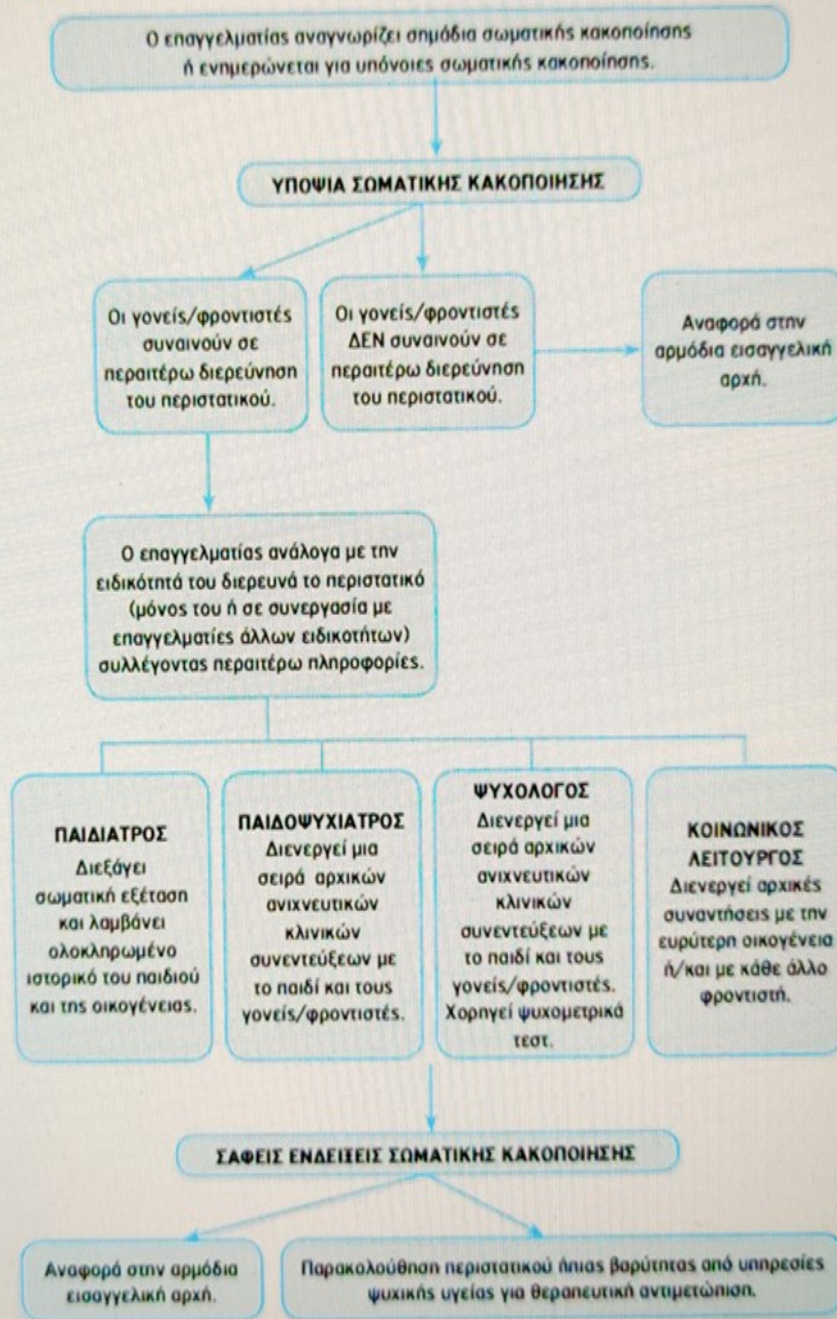 Ο επαγγελματίας αναγνωρίζει σημάδια σωματικής κακοποίησης
ή ενημερώνεται για υπόνοιες σωματικής κακοποίησης.
ΥΠΟΨΙΑ ΣΩΜΑΤΙΚΗΣ ΚΑΚΟΠΟΙΗΣΗΣ
Οι γονείς/φροντιστές
συναινούν σε
περαιτέρω διερεύνηση
του περιστατικού.
Οι γονείς/φροντιστές
ΔΕΝ συναινούν σε
περαιτέρω διερεύνηση
του περιστατικού.
Αναφορά στην
αρμόδια εισαγγελική
αρχή.
Ο επαγγελματίας ανάλογα με την
ειδικότητά του διερευνά το περιστατικό
(μόνος του ή σε συνεργασία με
επαγγελματίες άλλων ειδικοτήτων)
συλλέγοντας περαιτέρω πληροφορίες.
ΠΑΙΔΙΑΤΡΟΣ
Διεξάγει
σωματική εξέταση
και λαμβάνει
ολοκληρωμένο
ιστορικό του παιδιού
και της οικογένειας.
ΠΑΙΔΟΨΥΧΙΑΤΡΟΣ
Διενεργεί μια
σειρά αρχικών
ανιχνευτικών
κλινικών
συνεντεύξεων με
το παιδί και τους
γονείς/φροντιστές.
ΨΥΧΟΛΟΓΟΣ
Διενεργεί μια
σειρά αρχικών
ανιχνευτικών
κλινικών
συνεντεύξεων με
το παιδί και τους
γονείς/φροντιστές.
Χορηγεί ψυχομετρικά
τεστ.
ΚΟΙΝΩΝΙΚΟΣ
ΛΕΙΤΟΥΡΓΟΣ
Διενεργεί αρχικές
συναντήσεις με την
ευρύτερη οικογένεια
ή/και με κάθε άλλο
φροντιστή.
ΣΑΦΕΙΣ ΕΝΔΕΙΞΕΙΣ ΣΩΜΑΤΙΚΗΣ ΚΑΚΟΠΟΙΗΣΗΣ
Αναφορά στην αρμόδια
εισαγγελική αρχή.
Παρακολούθηση περιστατικού ήπιας βαρύτητας από υπηρεσίες
ψυχικής υγείας για θεραπευτική αντιμετώπιση.